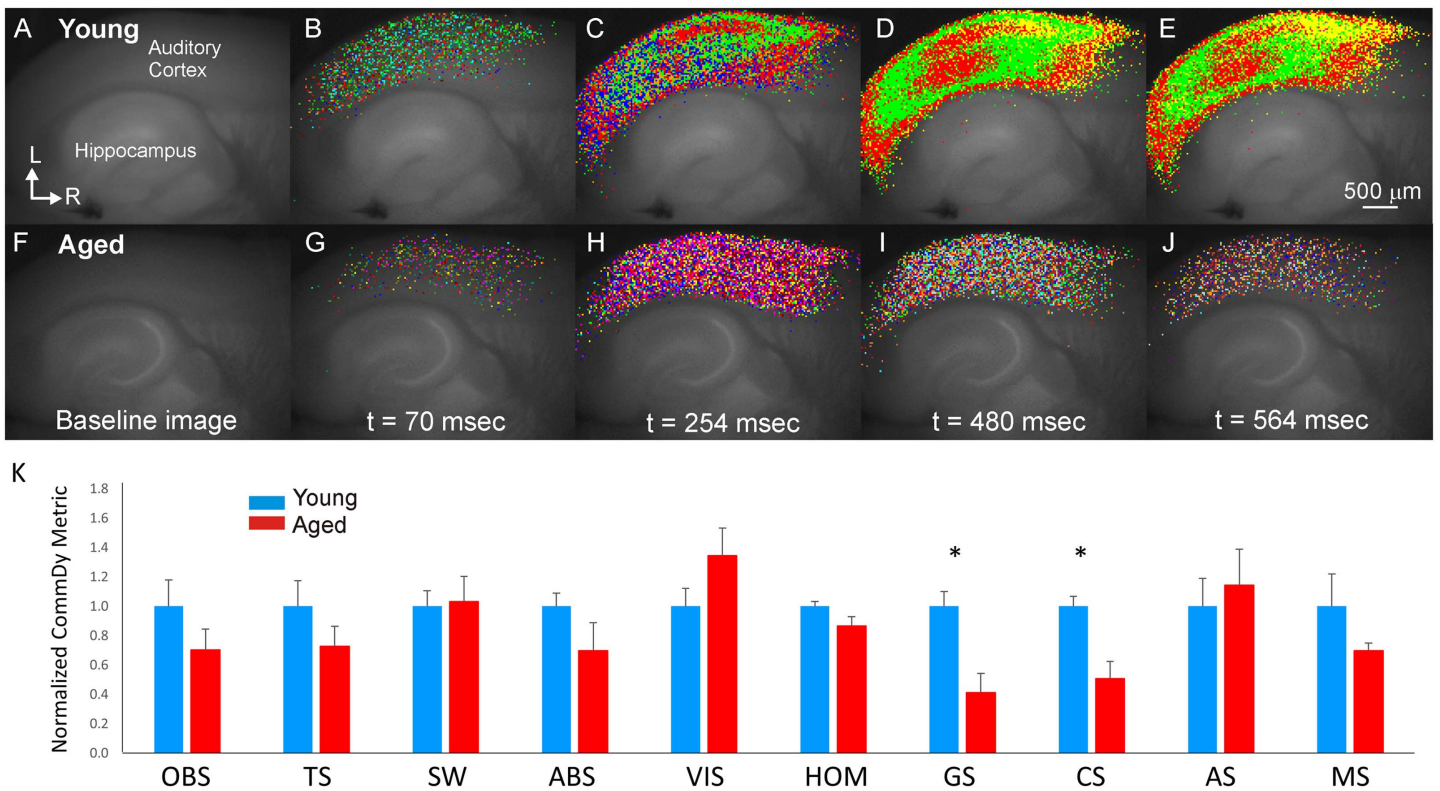 A Young
Auditory
Cortex
Hippocampus
L
R
B
C
D
E
500 μm
F Aged
Baseline image
G
t = 70 msec
H
t = 254 msec
I
t = 480 msec
J
t = 564 msec
K
Normalized CommDy Metric
1.8
1.6
1.4
1.2
1.0
0.8
0.6
0.4
0.2
0.0
Young
Aged
* *
OBS TS SW ABS VIS HOM GS CS AS MS